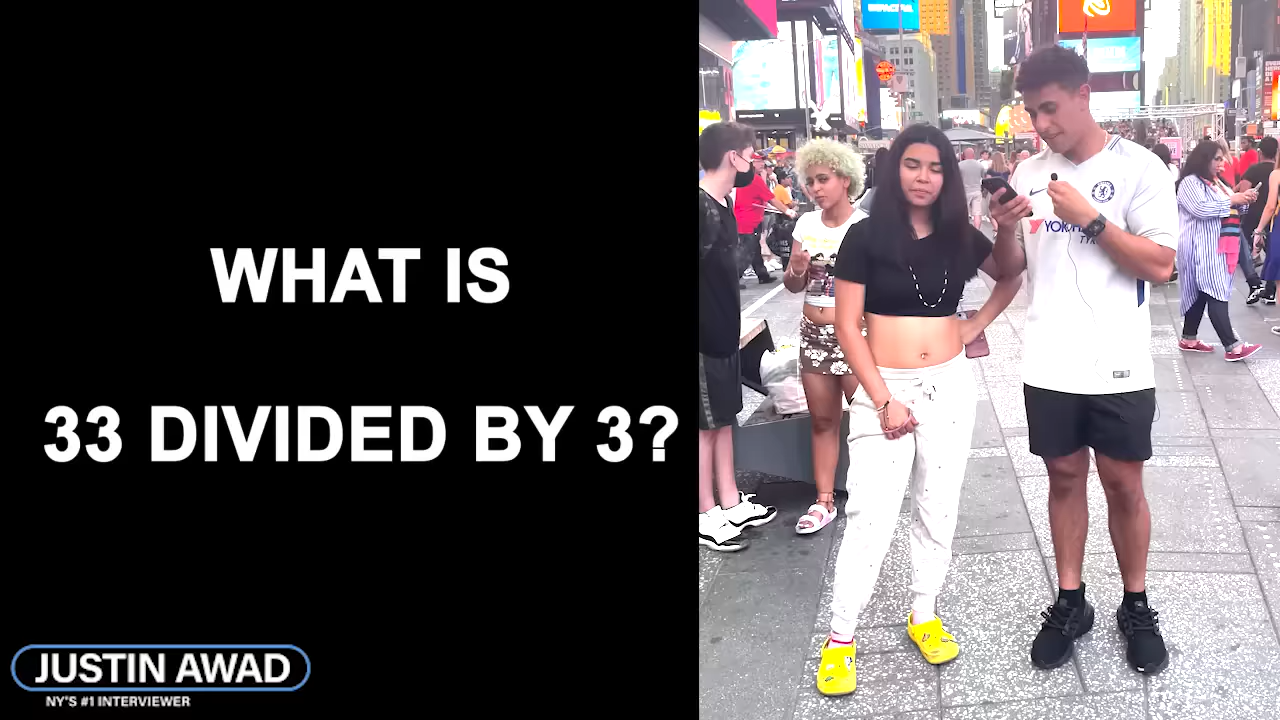 WHAT IS
33 DIVIDED BY 3?
JUSTIN AWAD
NY'S #1 INTERVIEWER